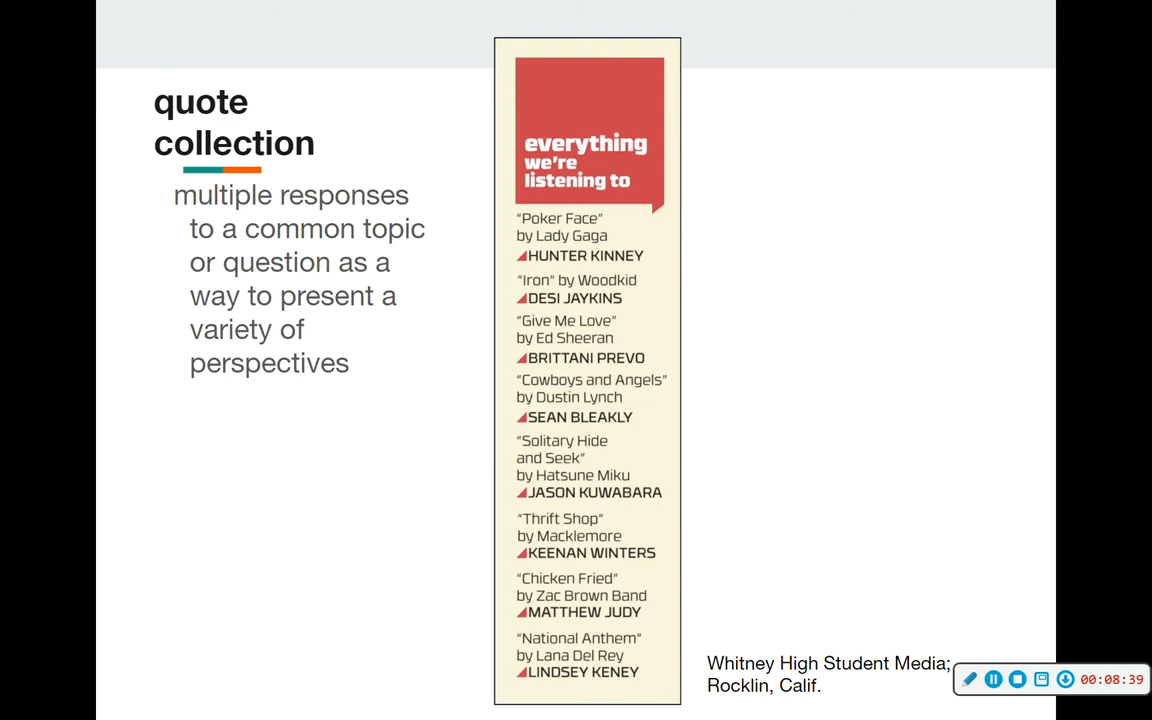 quote
collection
multiple responses
to a common topic
or question as a
way to present a
variety of
perspectives
everything
we're
listening to
“Poker Face”
by Lady Gaga
HUNTER KINNEY
“Iron” by Woodkid
DESI JAYKINS
“Give Me Love”
by Ed Sheeran
BRITTANI PREVO
“Cowboys and Angels”
by Dustin Lynch
SEAN BLEAKLY
“Solitary Hide
and Seek”
by Hatsune Miku
JASON KUWABARA
“Thrift Shop”
by Macklemore
KEENAN WINTERS
“Chicken Fried”
by Zac Brown Band
MATTHEW JUDY
“National Anthem”
by Lana Del Rey
LINDSEY KENEY
Whitney High Student Media;
Rocklin, Calif.
00:08:39